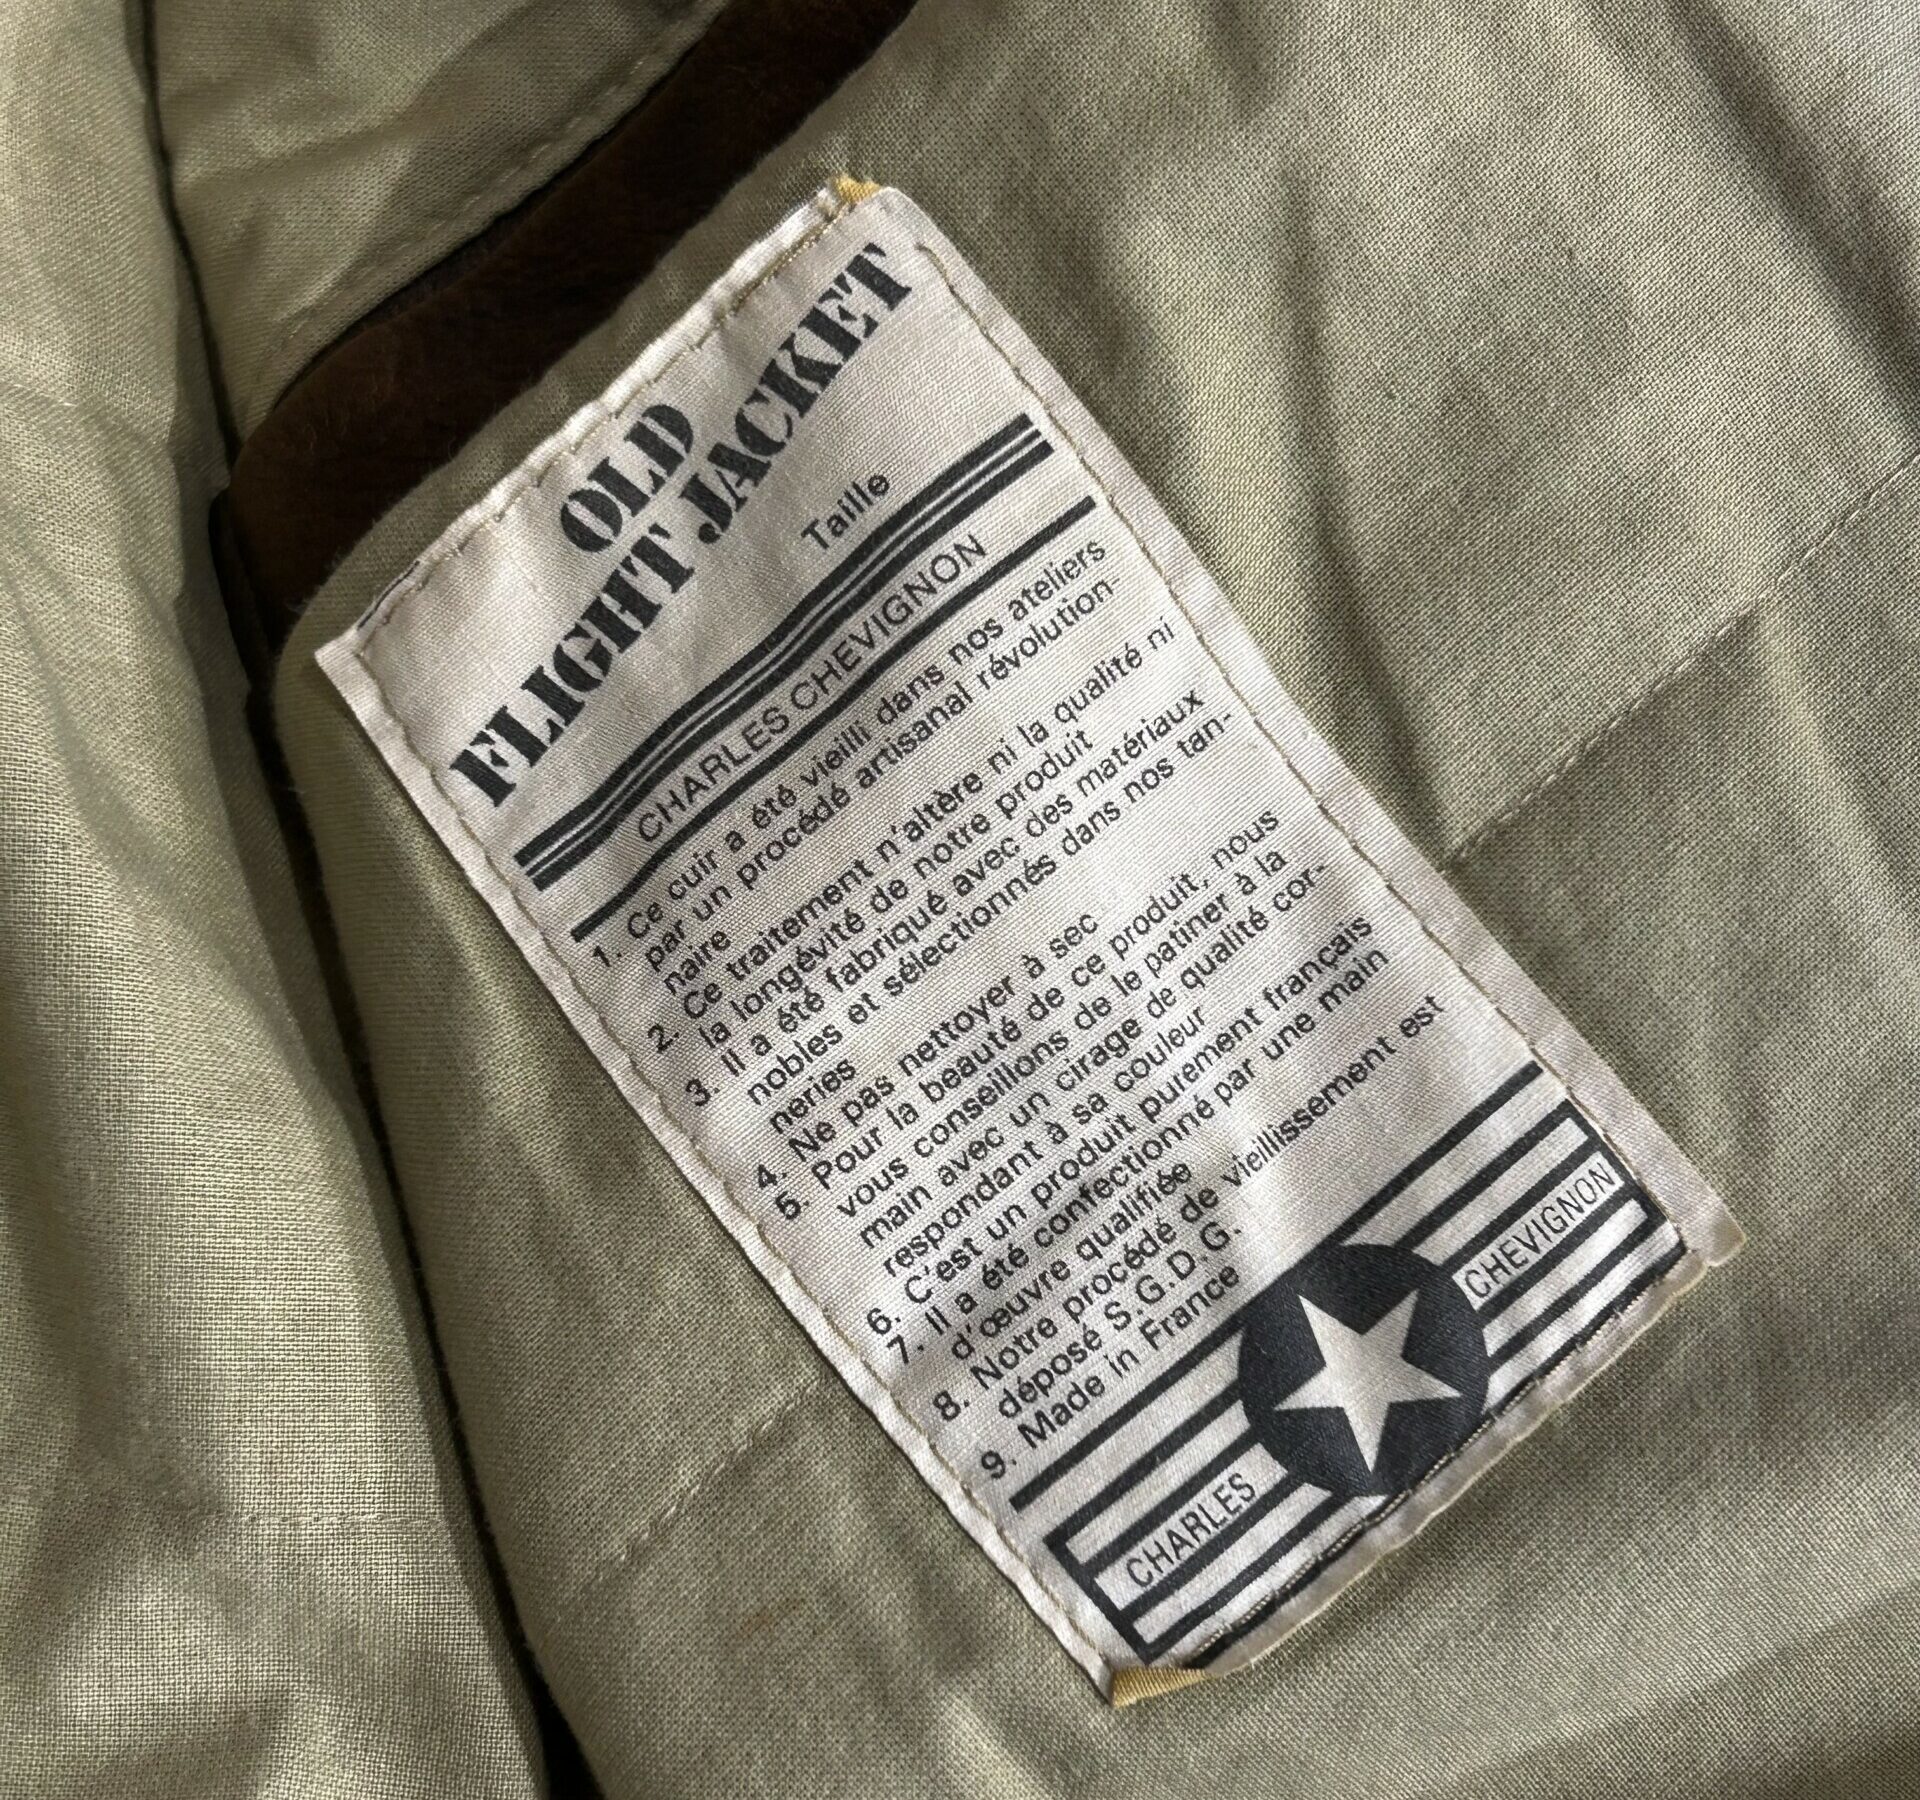 OLD
FLIGHT JACKET
Taille
CHARLES CHEVIGNON
1. Ce cuir a été vieilli dans nos ateliers
par un procédé artisanal révolution-
naire
2. Ce traitement n'altère ni la qualité ni
la longévité de notre produit
3. Il a été fabriqué avec des matériaux
nobles et sélectionnés dans nos tan-
neries
4. Ne pas nettoyer à sec
5. Pour la beauté de ce produit, nous
vous conseillons de le patiner à la
main avec un cirage de qualité cor-
respondant à sa couleur
6. C'est un produit purement français
7. Il a été confectionné par une main
d'œuvre qualifiée
8. Notre procédé de vieillissement est
déposé S.G.D.G.
9. Made in France
CHARLES CHEVIGNON